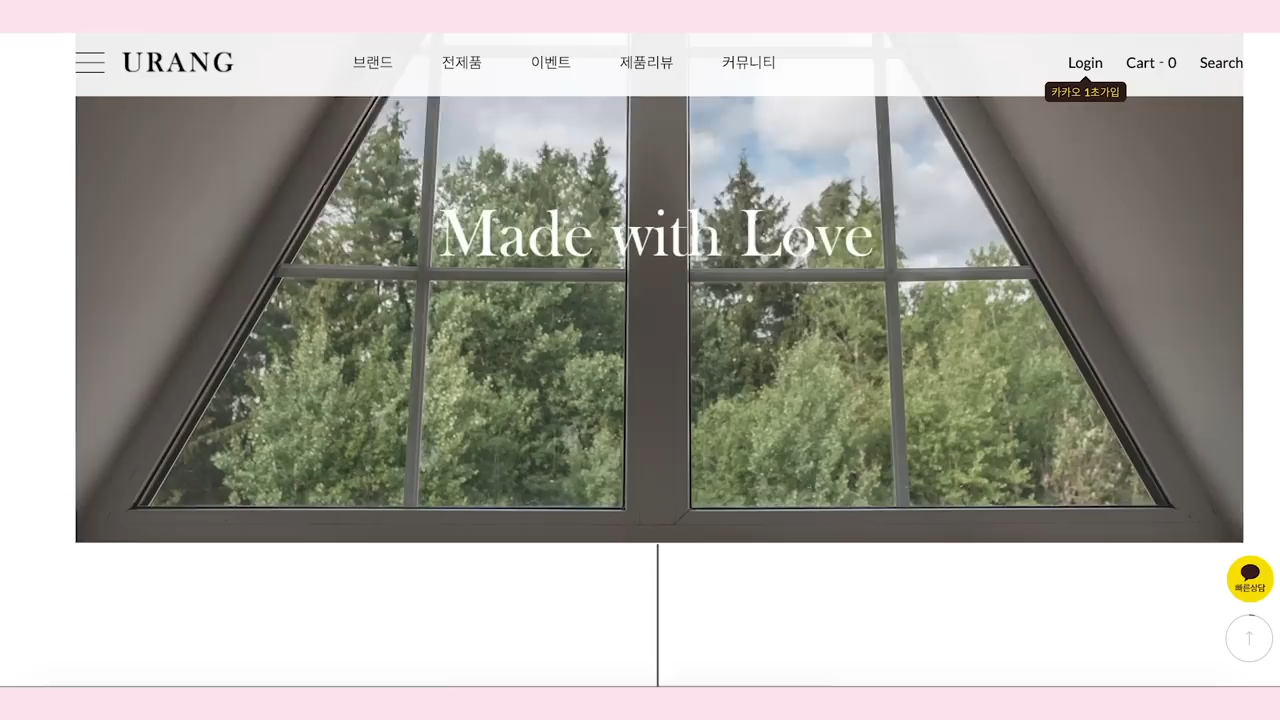 URANG
브랜드
전제품
이벤트
제품리뷰
커뮤니티
Login
Cart - 0
Search
카카오 1초가입
Made with Love
빠른상담